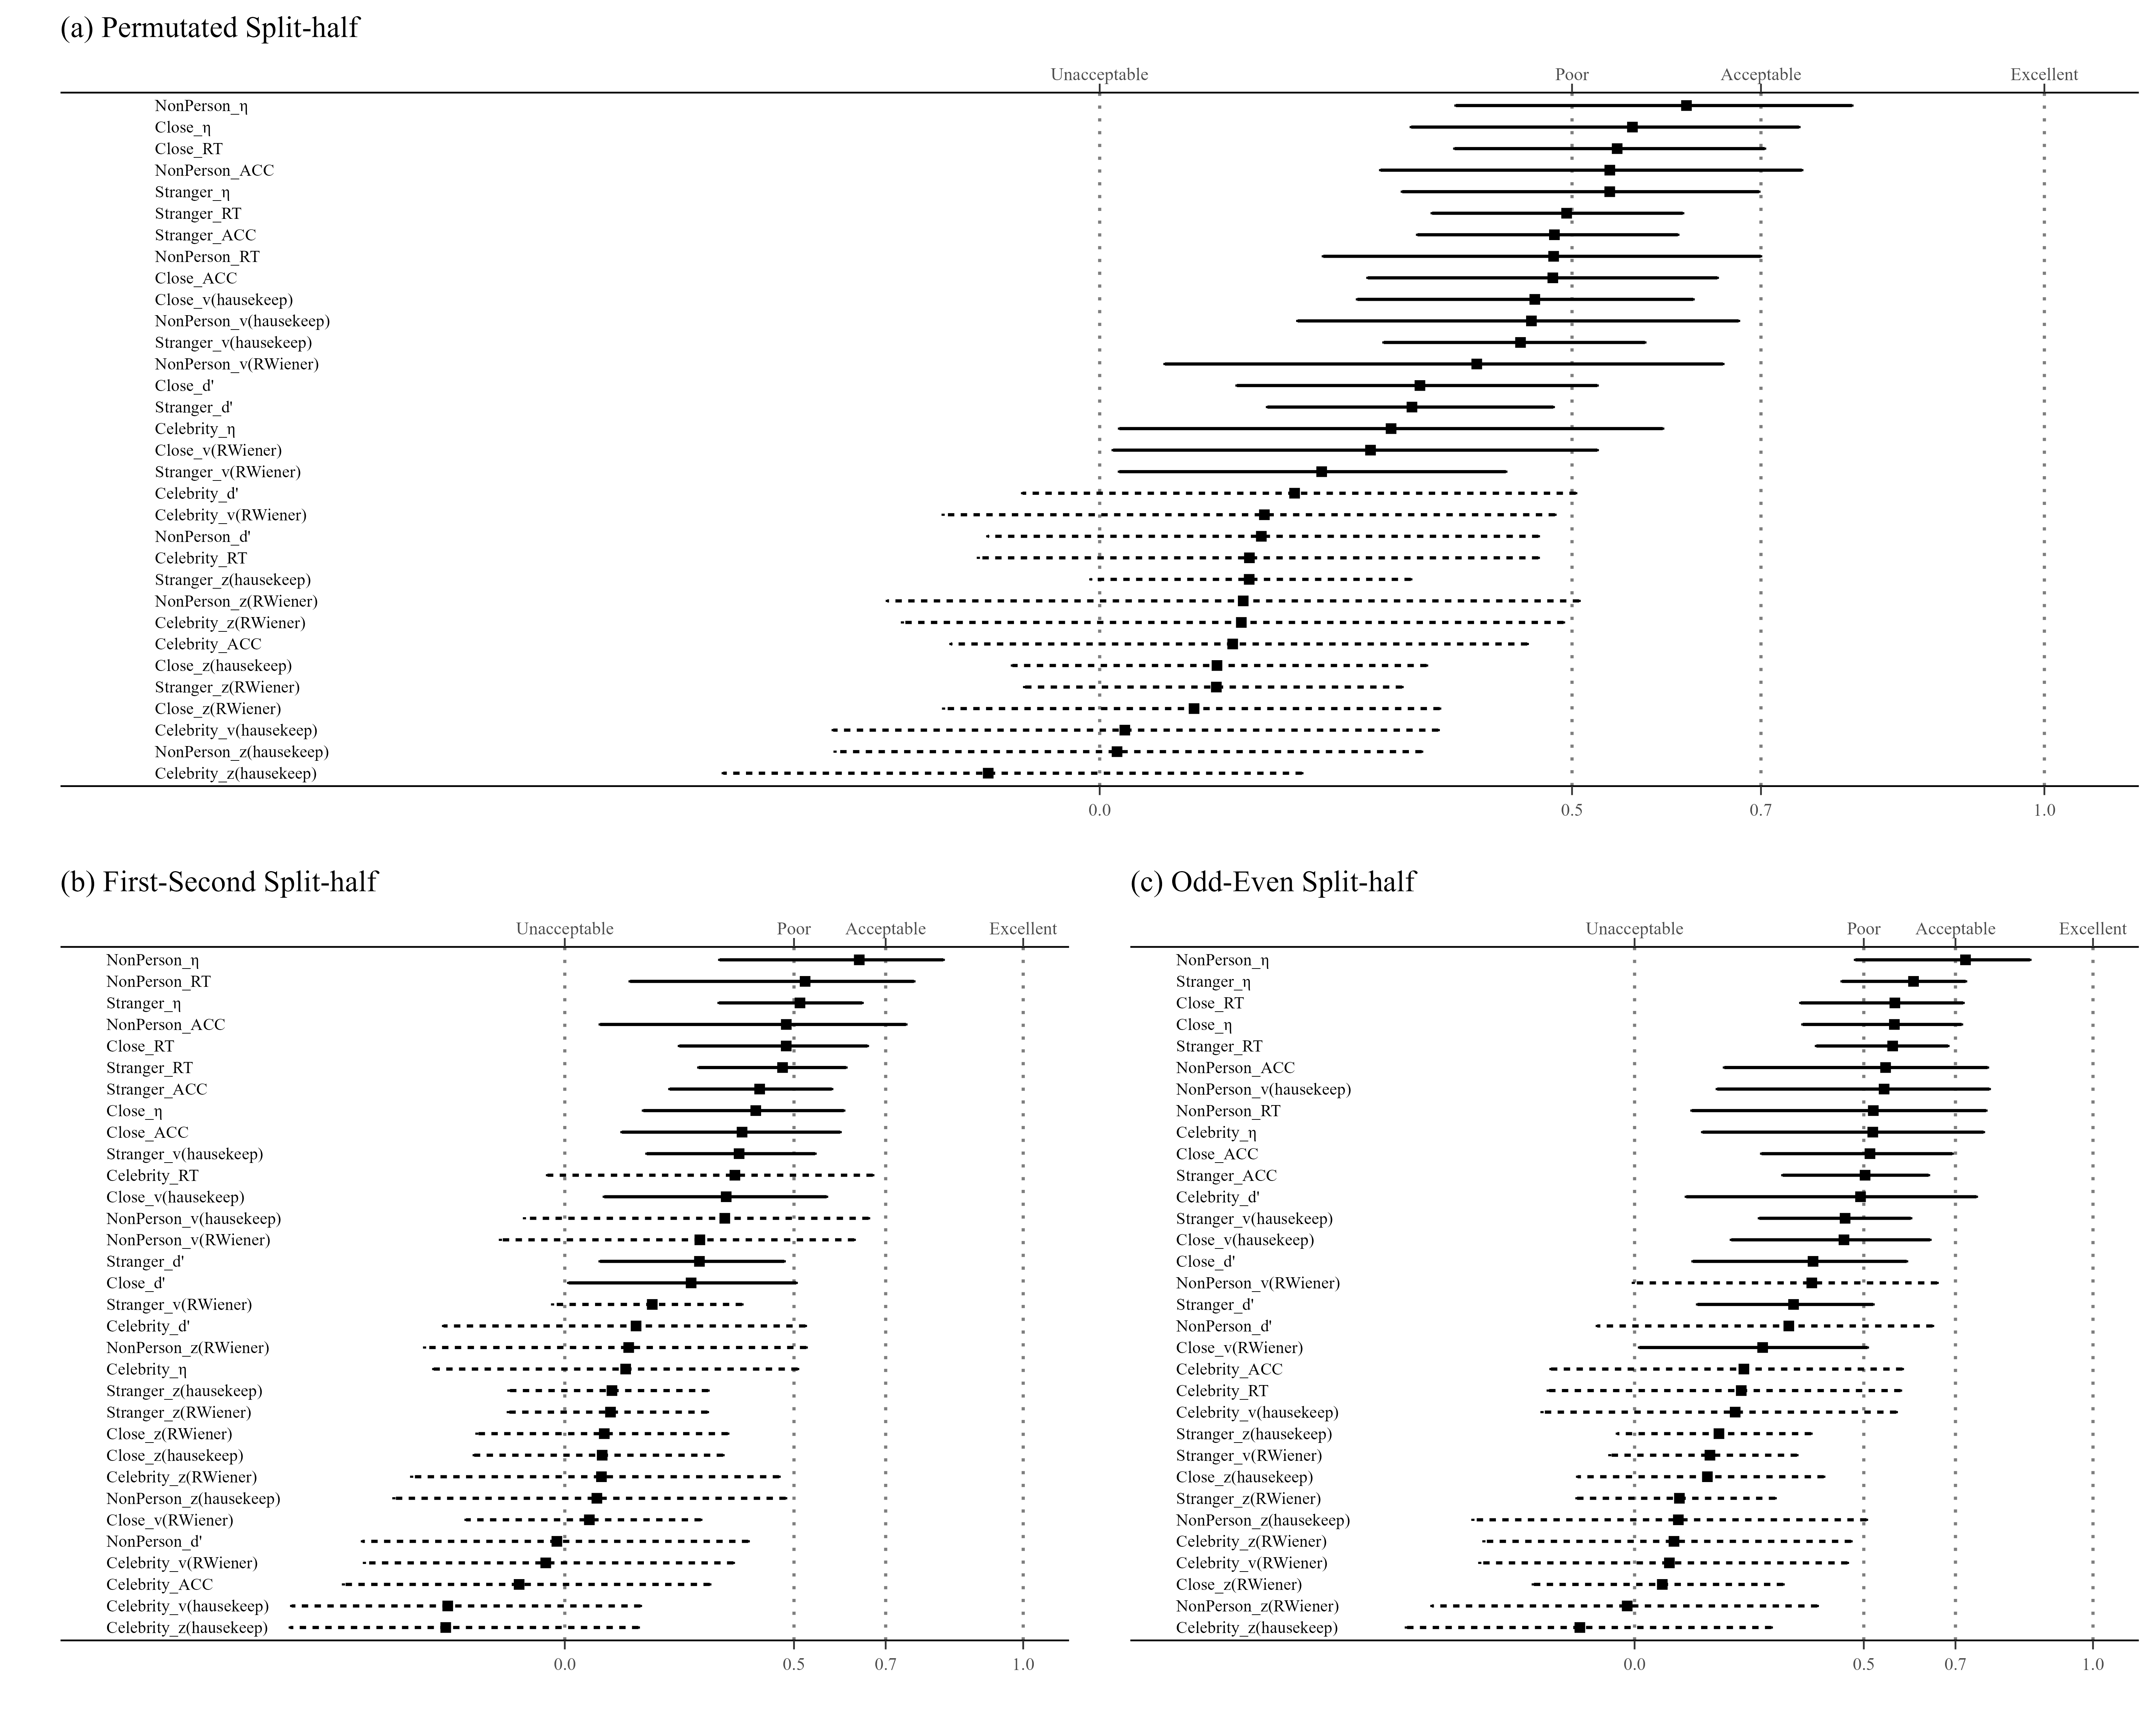 (a) Permutated Split-half
Unacceptable Poor Acceptable Excellent
NonPerson_η
Close_η
Close_RT
NonPerson_ACC
Stranger_η
Stranger_RT
Stranger_ACC
NonPerson_RT
Close_ACC
Close_v(hausekeep)
NonPerson_v(hausekeep)
Stranger_v(hausekeep)
NonPerson_v(RWiener)
Close_d'
Stranger_d'
Celebrity_η
Close_v(RWiener)
Stranger_v(RWiener)
Celebrity_d'
Celebrity_v(RWiener)
NonPerson_d'
Celebrity_RT
Stranger_z(hausekeep)
NonPerson_z(RWiener)
Celebrity_z(RWiener)
Celebrity_ACC
Close_z(hausekeep)
Stranger_z(RWiener)
Close_z(RWiener)
Celebrity_v(hausekeep)
NonPerson_z(hausekeep)
Celebrity_z(hausekeep)
0.0 0.5 0.7 1.0
(b) First-Second Split-half
Unacceptable Poor Acceptable Excellent
NonPerson_η
NonPerson_RT
Stranger_η
NonPerson_ACC
Close_RT
Stranger_RT
Stranger_ACC
Close_η
Close_ACC
Stranger_v(hausekeep)
Celebrity_RT
Close_v(hausekeep)
NonPerson_v(hausekeep)
NonPerson_v(RWiener)
Stranger_d'
Close_d'
Stranger_v(RWiener)
Celebrity_d'
NonPerson_z(RWiener)
Celebrity_η
Stranger_z(hausekeep)
Stranger_z(RWiener)
Close_z(RWiener)
Close_z(hausekeep)
Celebrity_z(RWiener)
NonPerson_z(hausekeep)
Close_v(RWiener)
NonPerson_d'
Celebrity_v(RWiener)
Celebrity_ACC
Celebrity_v(hausekeep)
Celebrity_z(hausekeep)
0.0 0.5 0.7 1.0
(c) Odd-Even Split-half
Unacceptable Poor Acceptable Excellent
NonPerson_η
Stranger_η
Close_RT
Close_η
Stranger_RT
NonPerson_ACC
NonPerson_v(hausekeep)
NonPerson_RT
Celebrity_η
Close_ACC
Stranger_ACC
Celebrity_d'
Stranger_v(hausekeep)
Close_v(hausekeep)
Close_d'
NonPerson_v(RWiener)
Stranger_d'
NonPerson_d'
Close_v(RWiener)
Celebrity_ACC
Celebrity_RT
Celebrity_v(hausekeep)
Stranger_z(hausekeep)
Stranger_v(RWiener)
Close_z(hausekeep)
Stranger_z(RWiener)
NonPerson_z(hausekeep)
Celebrity_z(RWiener)
Celebrity_v(RWiener)
Close_z(RWiener)
NonPerson_z(RWiener)
Celebrity_z(hausekeep)
0.0 0.5 0.7 1.0